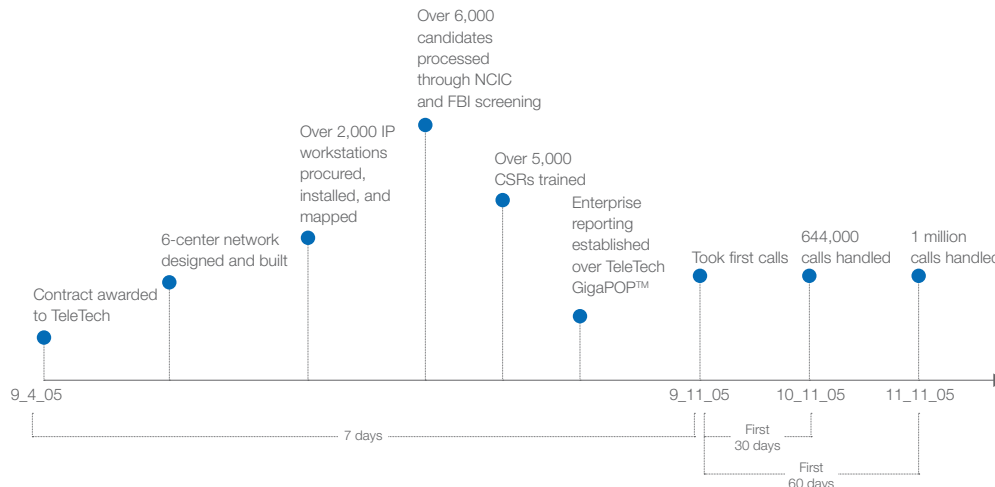 Over 6,000
candidates
processed
through NCIC
and FBI screening
Over 2,000 IP
workstations
procured,
installed, and
mapped
Over 5,000
CSRs trained
Enterprise
reporting
established
over TeleTech
GigaPOP™
6-center network
designed and built
Contract awarded
to TeleTech
Took first calls
644,000
calls handled
1 million
calls handled
9_4_05
9_11_05
10_11_05
11_11_05
7 days
First
30 days
First
60 days